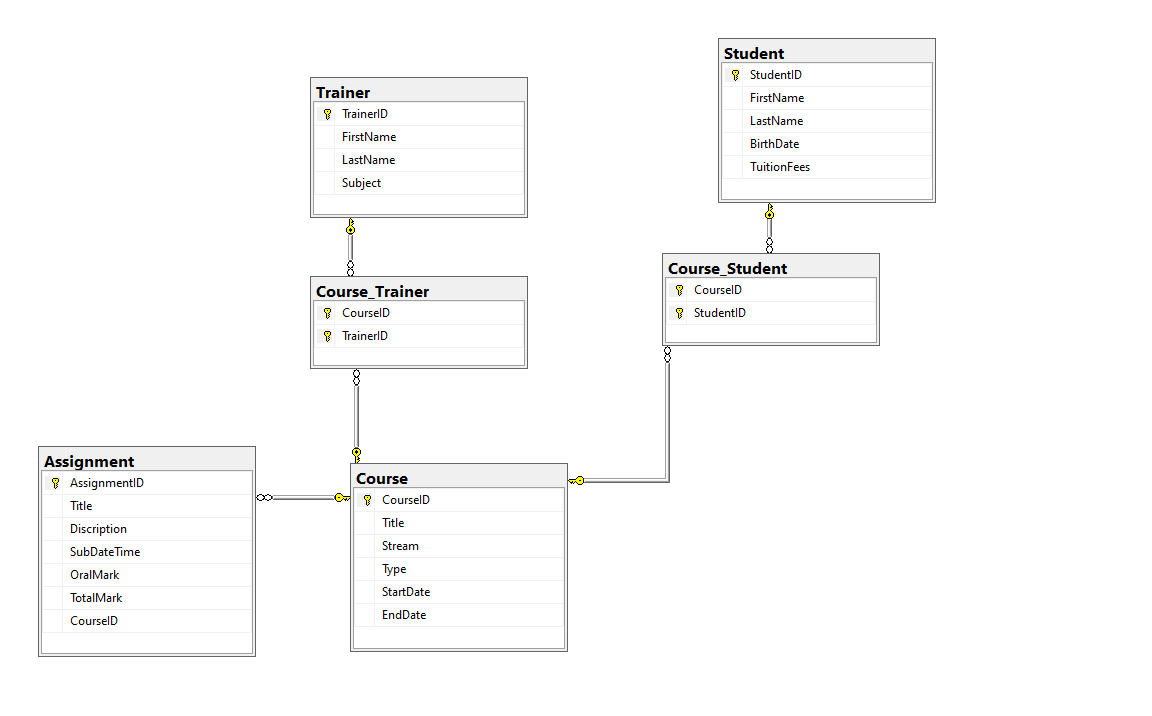 Student
StudentID
FirstName
LastName
BirthDate
TuitionFees
Trainer
TrainerID
FirstName
LastName
Subject
Course_Student
CourseID
StudentID
Course_Trainer
CourseID
TrainerID
Assignment
AssignmentID
Title
Discription
SubDateTime
OralMark
TotalMark
CourseID
Course
CourseID
Title
Stream
Type
StartDate
EndDate